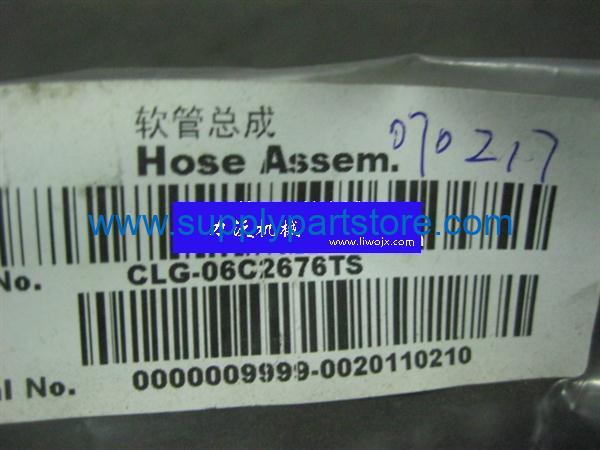 软管总成
Hose Assem.
070217
www.supplypartstore.com
www.liwojx.com
No.
CLG-06C2676TS
al No.
0000009999-0020110210